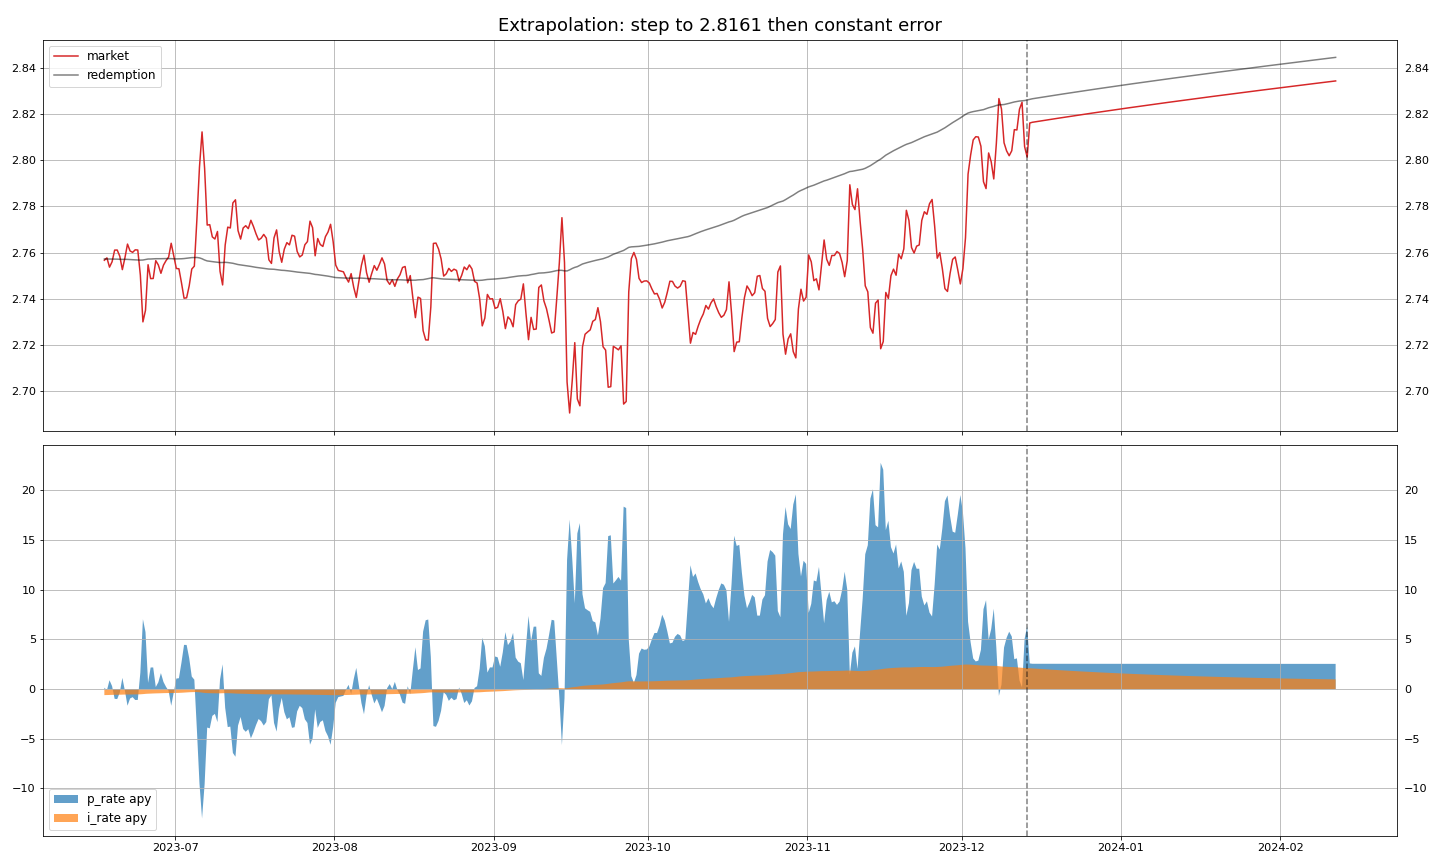 Extrapolation: step to 2.8161 then constant error
market
redemption
2.84 2.84
2.82 2.82
2.80 2.80
2.78 2.78
2.76 2.76
2.74 2.74
2.72 2.72
2.70 2.70
20 20
15 15
10 10
5 5
0 0
−5 −5
−10 −10
p_rate apy
i_rate apy
2023-07 2023-08 2023-09 2023-10 2023-11 2023-12 2024-01 2024-02